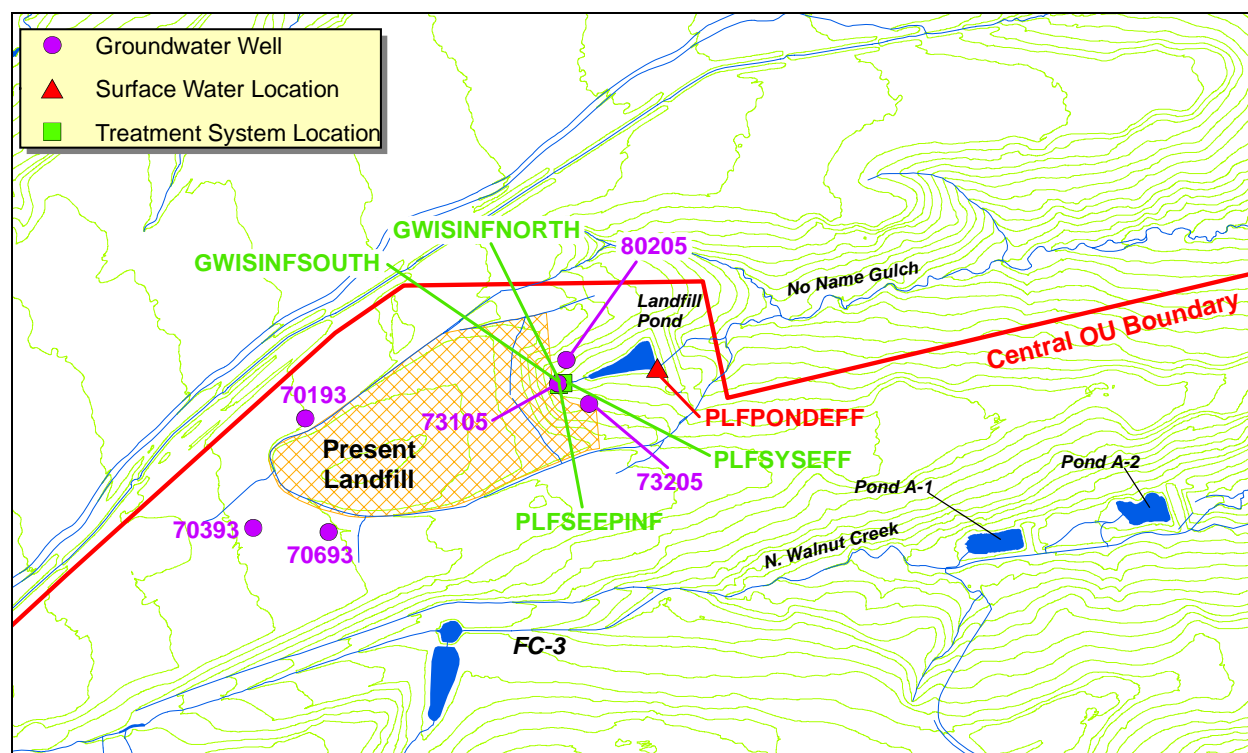 Groundwater Well
Surface Water Location
Treatment System Location
GWISINFNORTH
GWISINFSOUTH
80205
No Name Gulch
Landfill
Pond
Central OU Boundary
70193
73105
PLFPONDEFF
Present
Landfill
PLFSYSEFF
73205
Pond A-2
Pond A-1
PLFSEEPINF
70393
70693
N. Walnut Creek
FC-3